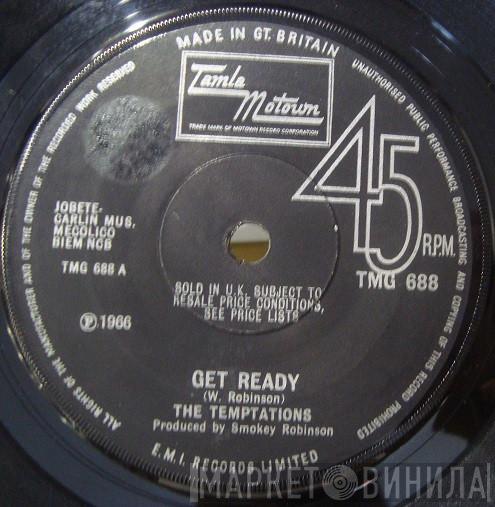 MADE IN GT. BRITAIN
UNAUTHORISED PUBLIC PERFORMANCE BROADCASTING AND COPYING OF THIS RECORD PROHIBITED
ALL RIGHTS OF THE MANUFACTURER AND OF THE OWNER OF THE RECORDED WORK RESERVED
Tamla
Motown
TRADE MARK OF MOTOWN RECORD CORPORATION
45
R.P.M.
TMG 688
JOBETE-
CARLIN MUS.
MECOLICO
BIEM NCB
TMG 688 A
SOLD IN U.K. SUBJECT TO
RESALE PRICE CONDITIONS,
SEE PRICE LISTS
Ⓟ 1966
GET READY
(W. Robinson)
THE TEMPTATIONS
Produced by Smokey Robinson
E.M.I. RECORDS LIMITED
МАРКЕТ ВИНИЛА